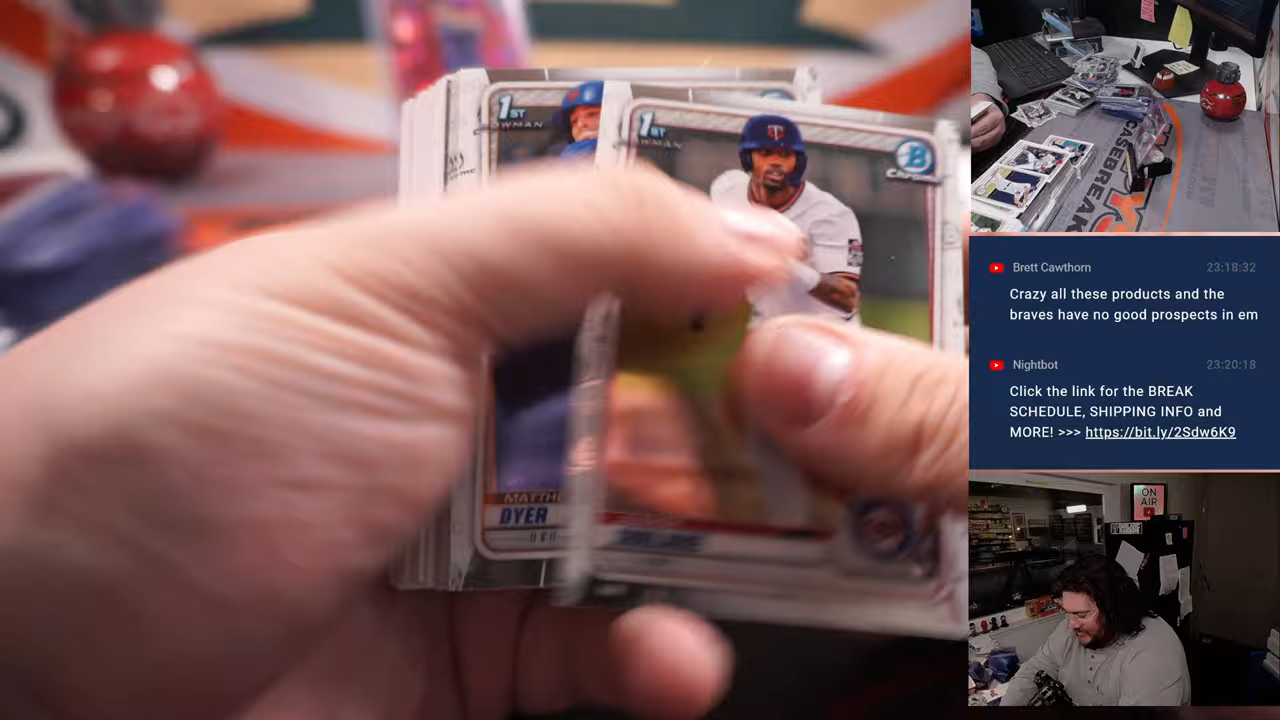 1ST
BOWMAN
1ST
BOWMAN
B
CHROME
T
MATTH
DYER
CASEBREAK
Brett Cawthorn
23:18:32
Crazy all these products and the
braves have no good prospects in em
Nightbot
23:20:18
Click the link for the BREAK
SCHEDULE, SHIPPING INFO and
MORE! >>> https://bit.ly/2Sdw6K9
ON
AIR